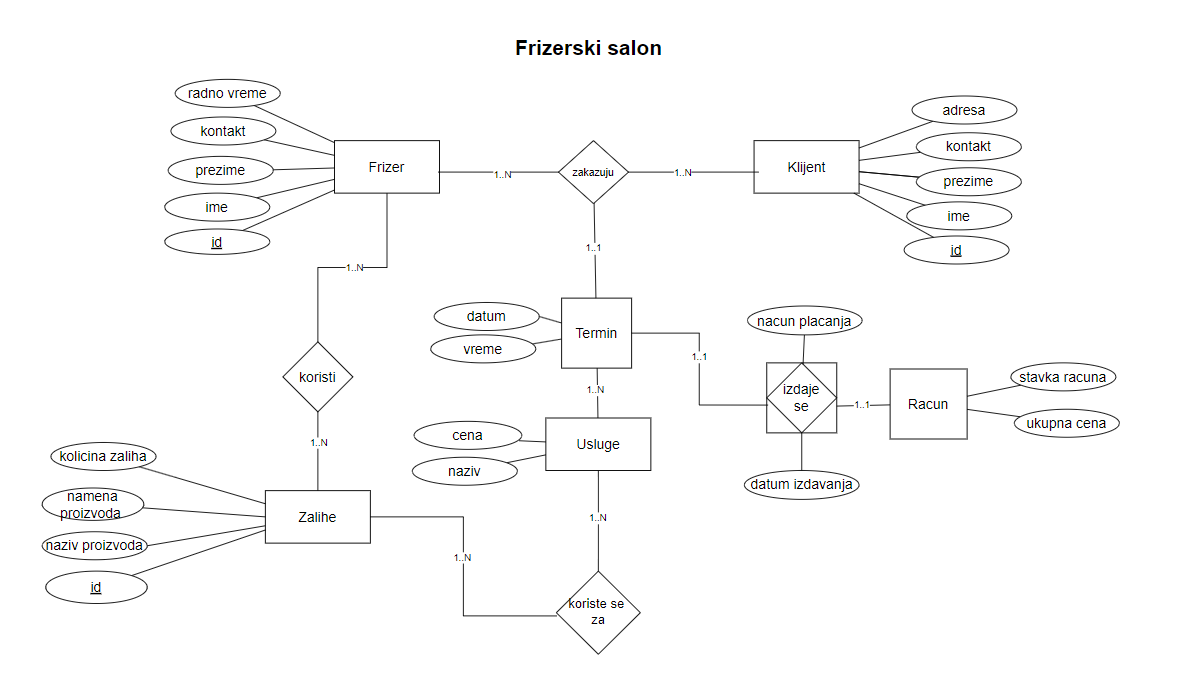 Frizerski salon
radno vreme
kontakt
prezime
ime
id
Frizer
1..N
zakazuju
1..N
Klijent
adresa
kontakt
prezime
ime
id
1..N
1..1
datum
vreme
Termin
1..1
nacun placanja
izdaje
se
datum izdavanja
1..1
Racun
stavka racuna
ukupna cena
koristi
1..N
1..N
cena
naziv
Usluge
kolicina zaliha
namena
proizvoda
naziv proizvoda
id
Zalihe
1..N
1..N
koriste se
za